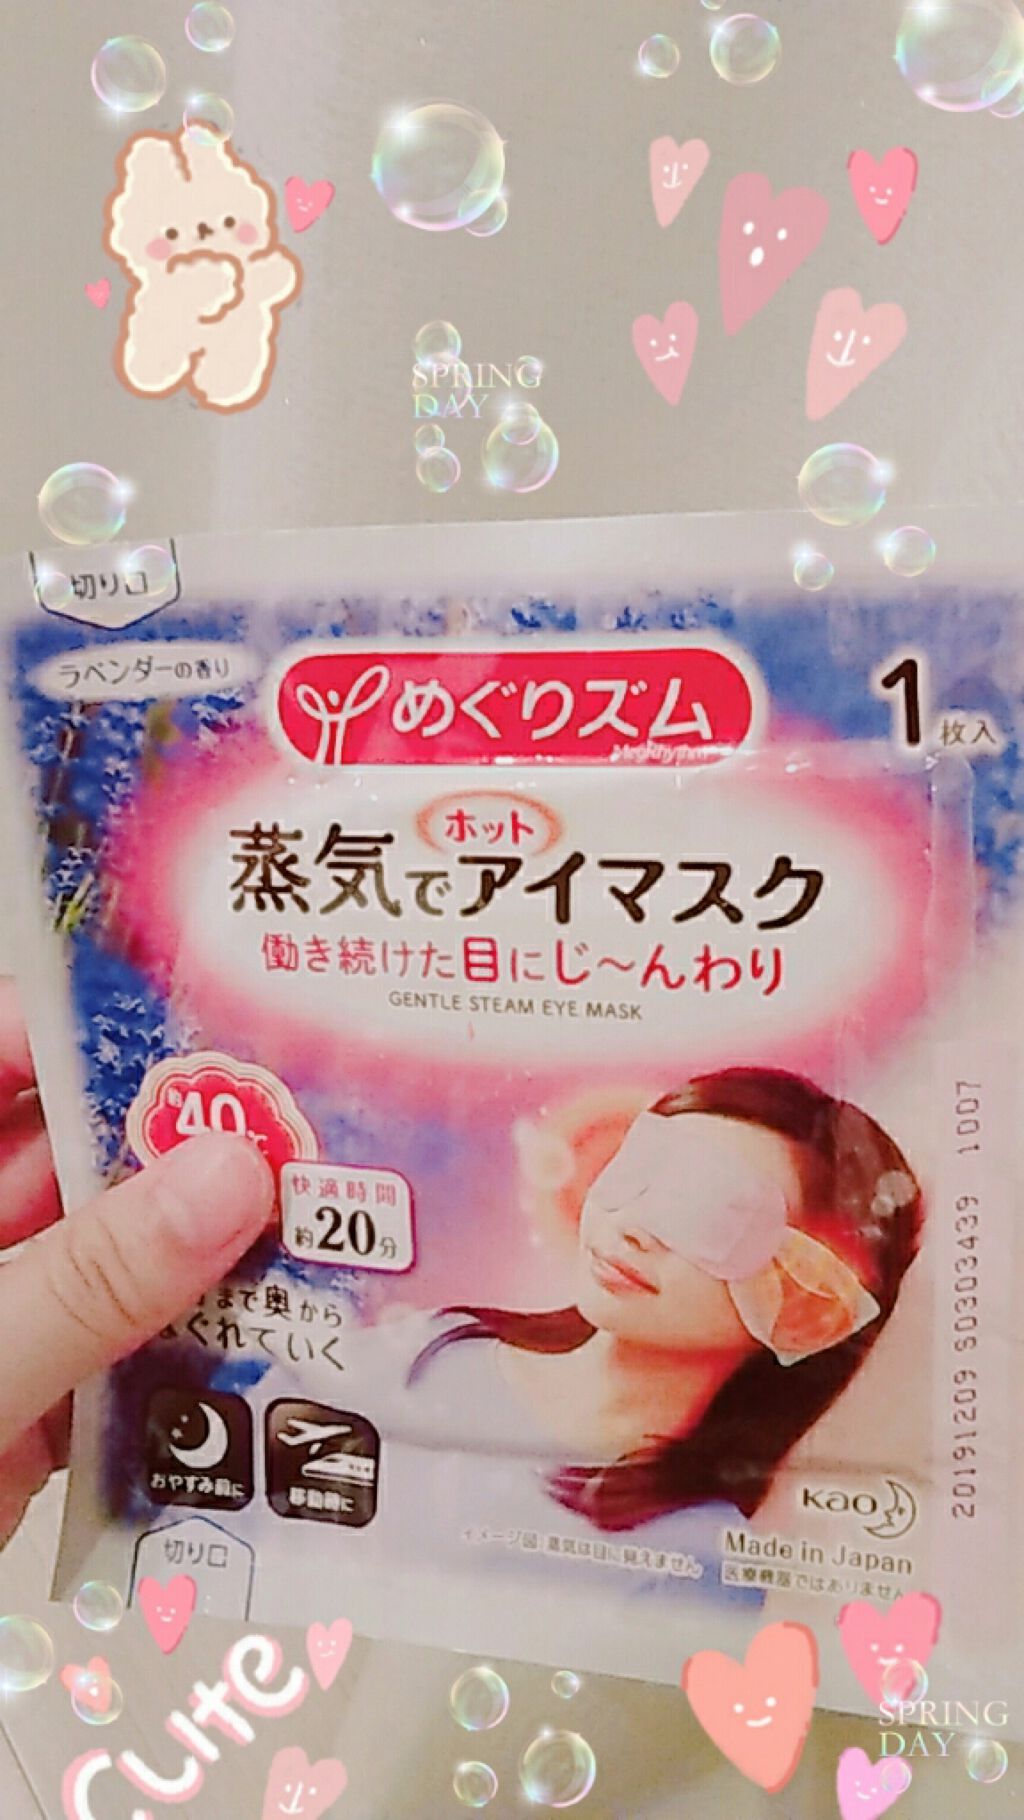 SPRING
DAY
切り口
ラベンダーの香り
めぐりズム
MegRhythm
1枚入
ホット
蒸気でアイマスク
働き続けた目にじ〜んわり
GENTLE STEAM EYE MASK
約40℃
快適時間
約20分
まで奥から
ぐれていく
おやすみ前に
移動時に
切り口
Kao
イメージ図 蒸気は目に見えません
Made in Japan
医療機器ではありません
20191209 S0303439 1007
cute
SPRING
DAY